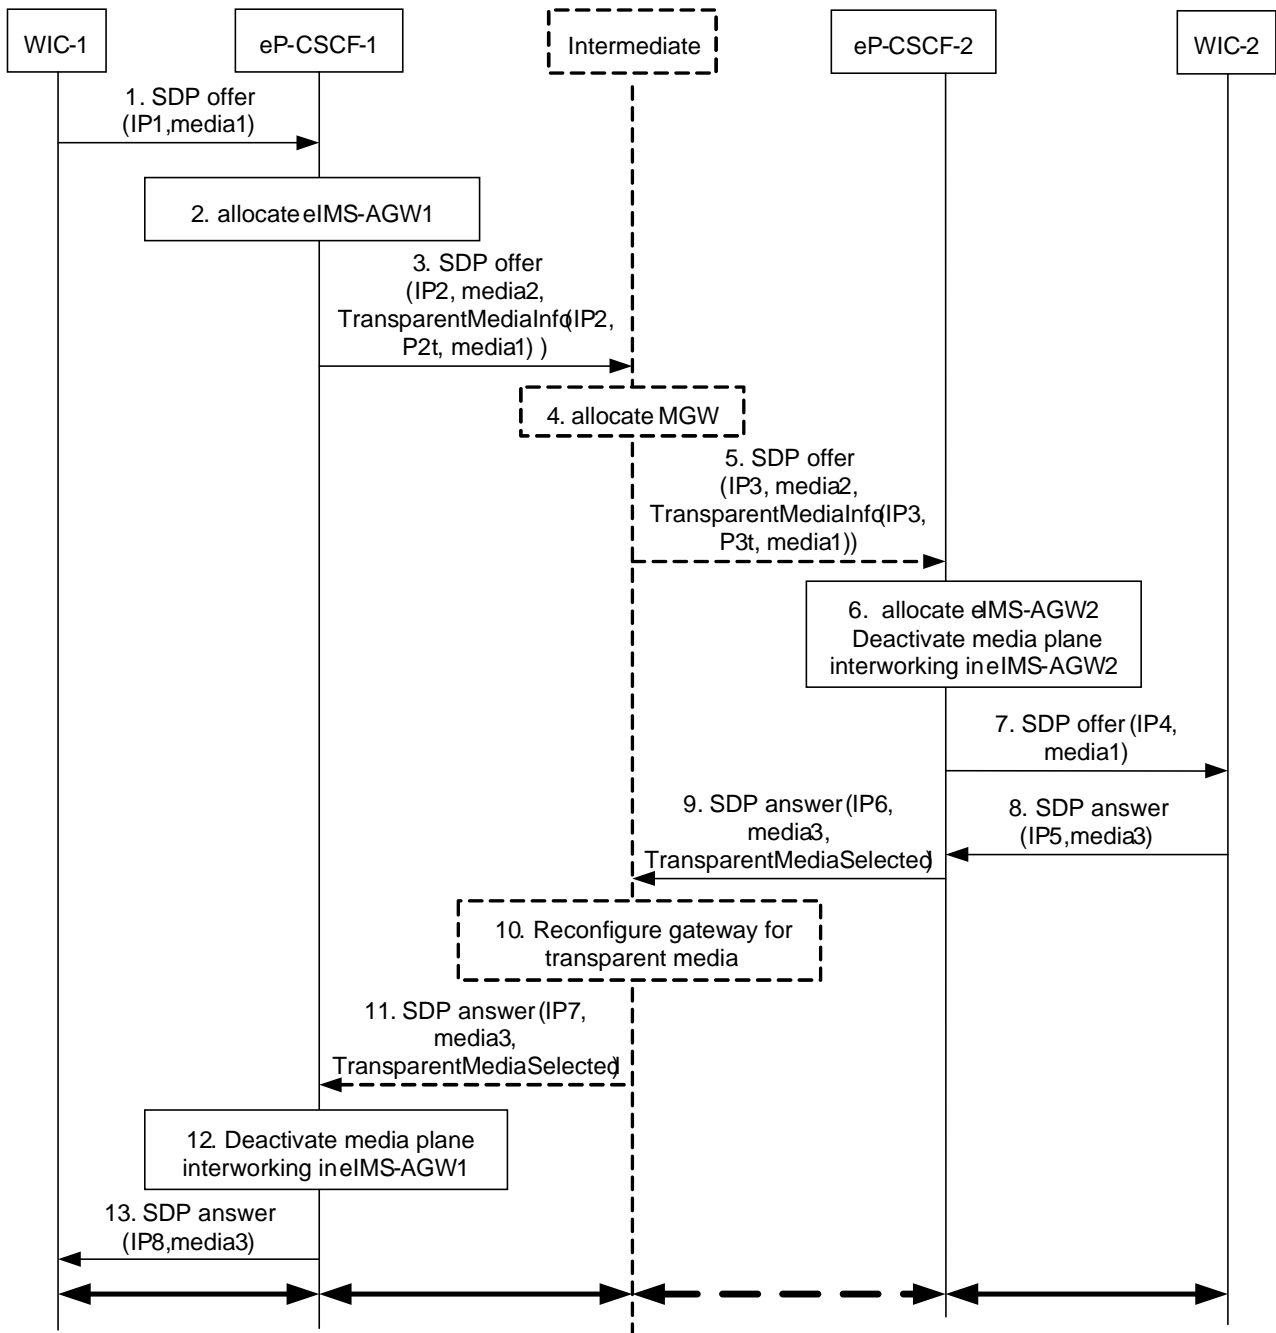 WIC-1
eP-CSCF-1
Intermediate
eP-CSCF-2
WIC-2
1. SDP offer
(IP1,media1)
2. allocate eIMS-AGW1
3. SDP offer
(IP2, media2,
TransparentMediaInfo(IP2,
P2t, media1) )
4. allocate MGW
5. SDP offer
(IP3, media2,
TransparentMediaInfo(IP3,
P3t, media1))
6. allocate eIMS-AGW2
Deactivate media plane
interworking in eIMS-AGW2
7. SDP offer (IP4,
media1)
8. SDP answer
(IP5,media3)
9. SDP answer (IP6,
media3,
TransparentMediaSelected)
10. Reconfigure gateway for
transparent media
11. SDP answer (IP7,
media3,
TransparentMediaSelected)
12. Deactivate media plane
interworking in eIMS-AGW1
13. SDP answer
(IP8,media3)